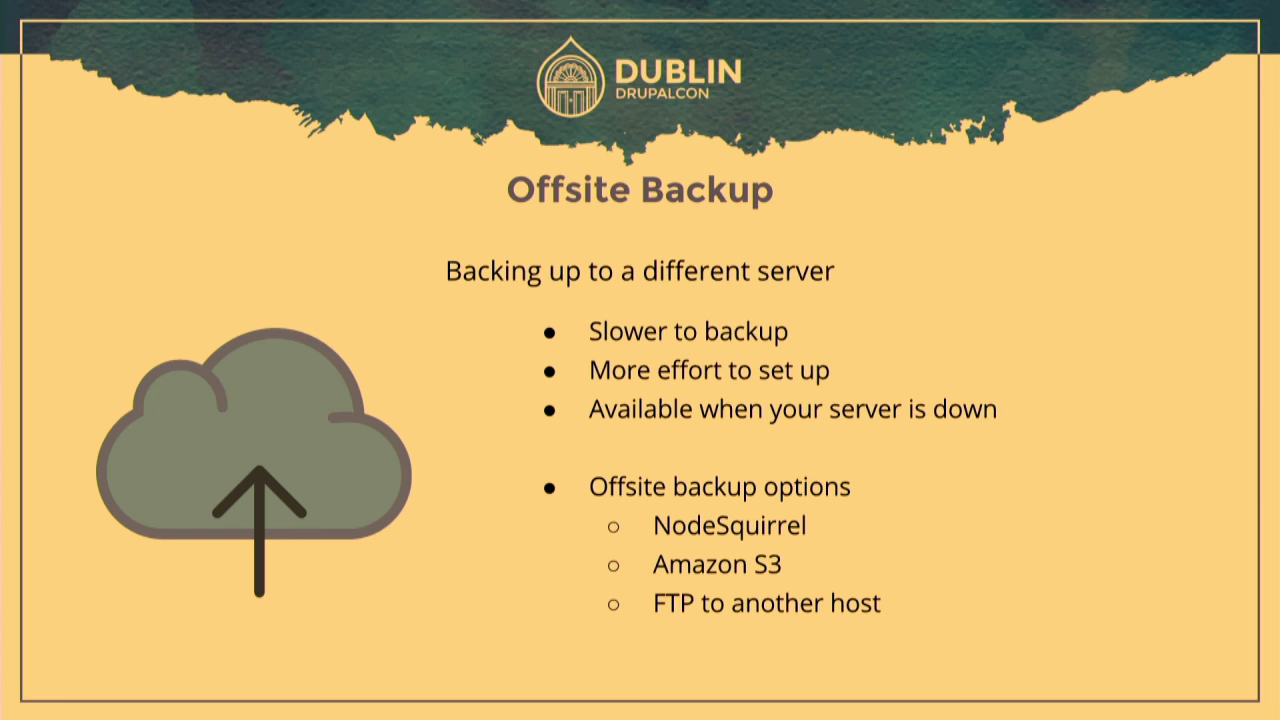 DUBLIN
DRUPALCON
Offsite Backup
Backing up to a different server
● Slower to backup
● More effort to set up
● Available when your server is down
● Offsite backup options
○ NodeSquirrel
○ Amazon S3
○ FTP to another host